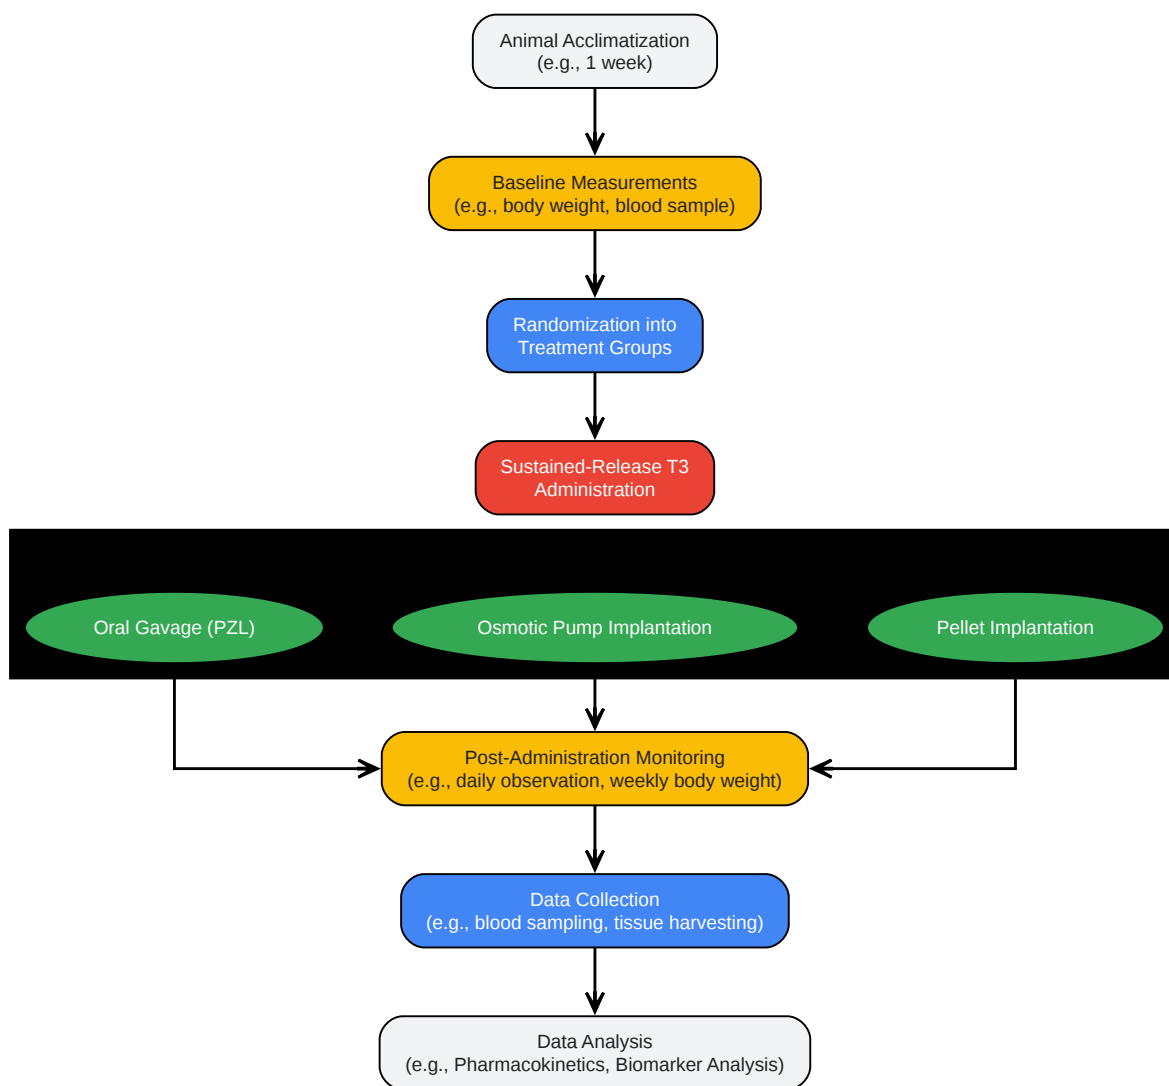 Animal Acclimatization
(e.g., 1 week)
Baseline Measurements
(e.g., body weight, blood sample)
Randomization into
Treatment Groups
Sustained-Release T3
Administration
Oral Gavage (PZL)
Osmotic Pump Implantation
Pellet Implantation
Post-Administration Monitoring
(e.g., daily observation, weekly body weight)
Data Collection
(e.g., blood sampling, tissue harvesting)
Data Analysis
(e.g., Pharmacokinetics, Biomarker Analysis)